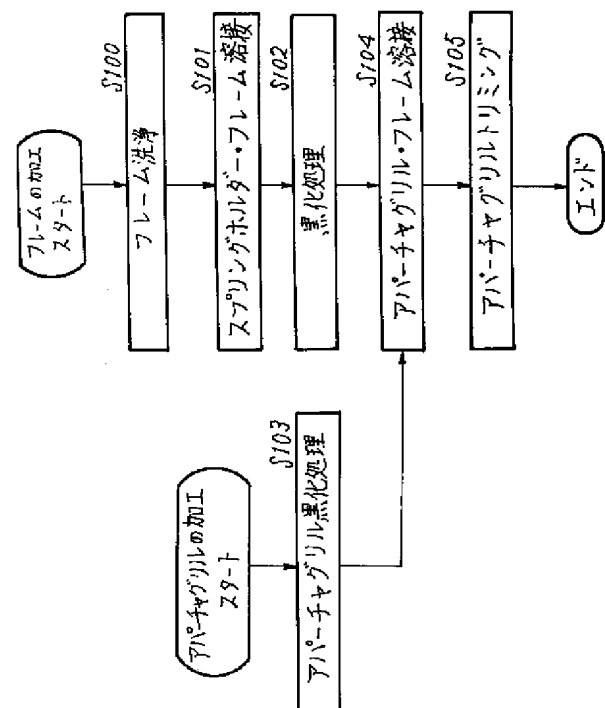 フレームの加工
スタート
S100
フレーム洗浄
S101
スプリングホルダー・フレーム溶接
S102
黒化処理
アパーチャグリルの加工
スタート
S103
アパーチャグリル黒化処理
S104
アパーチャグリル・フレーム溶接
S105
アパーチャグリルトリミング
エンド